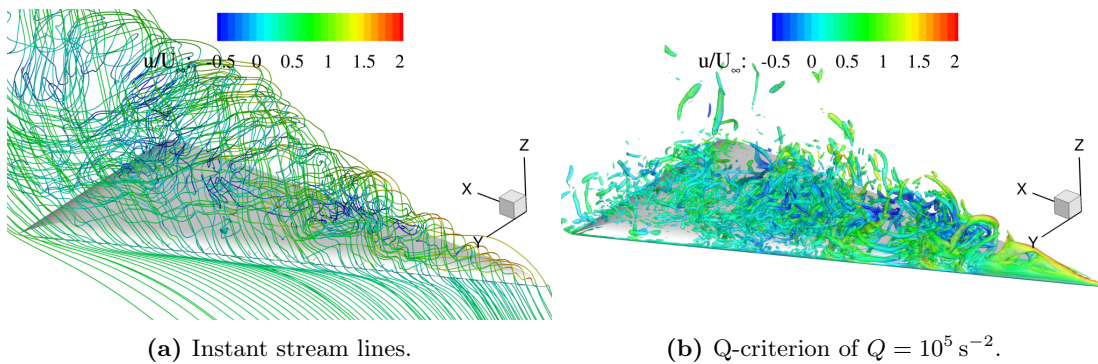 u/U∞: -0.5 0 0.5 1 1.5 2
Z
X
Y
(a) Instant stream lines.
u/U∞: -0.5 0 0.5 1 1.5 2
Z
X
Y
(b) Q-criterion of Q = 10⁵ s⁻².